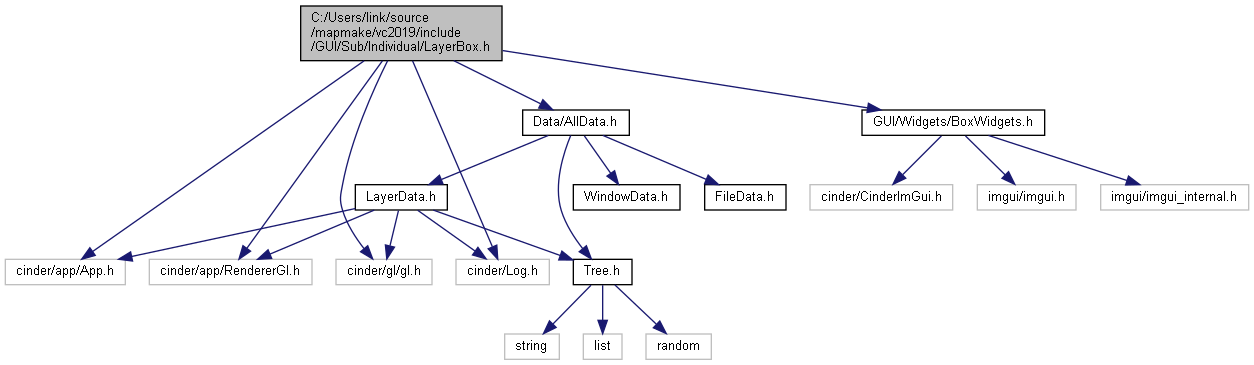 C:/Users/link/source
/mapmake/vc2019/include
/GUI/Sub/Individual/LayerBox.h
Data/AllData.h
GUI/Widgets/BoxWidgets.h
LayerData.h
WindowData.h
FileData.h
cinder/CinderImGui.h
imgui/imgui.h
imgui/imgui_internal.h
cinder/app/App.h
cinder/app/RendererGl.h
cinder/gl/gl.h
cinder/Log.h
Tree.h
string
list
random